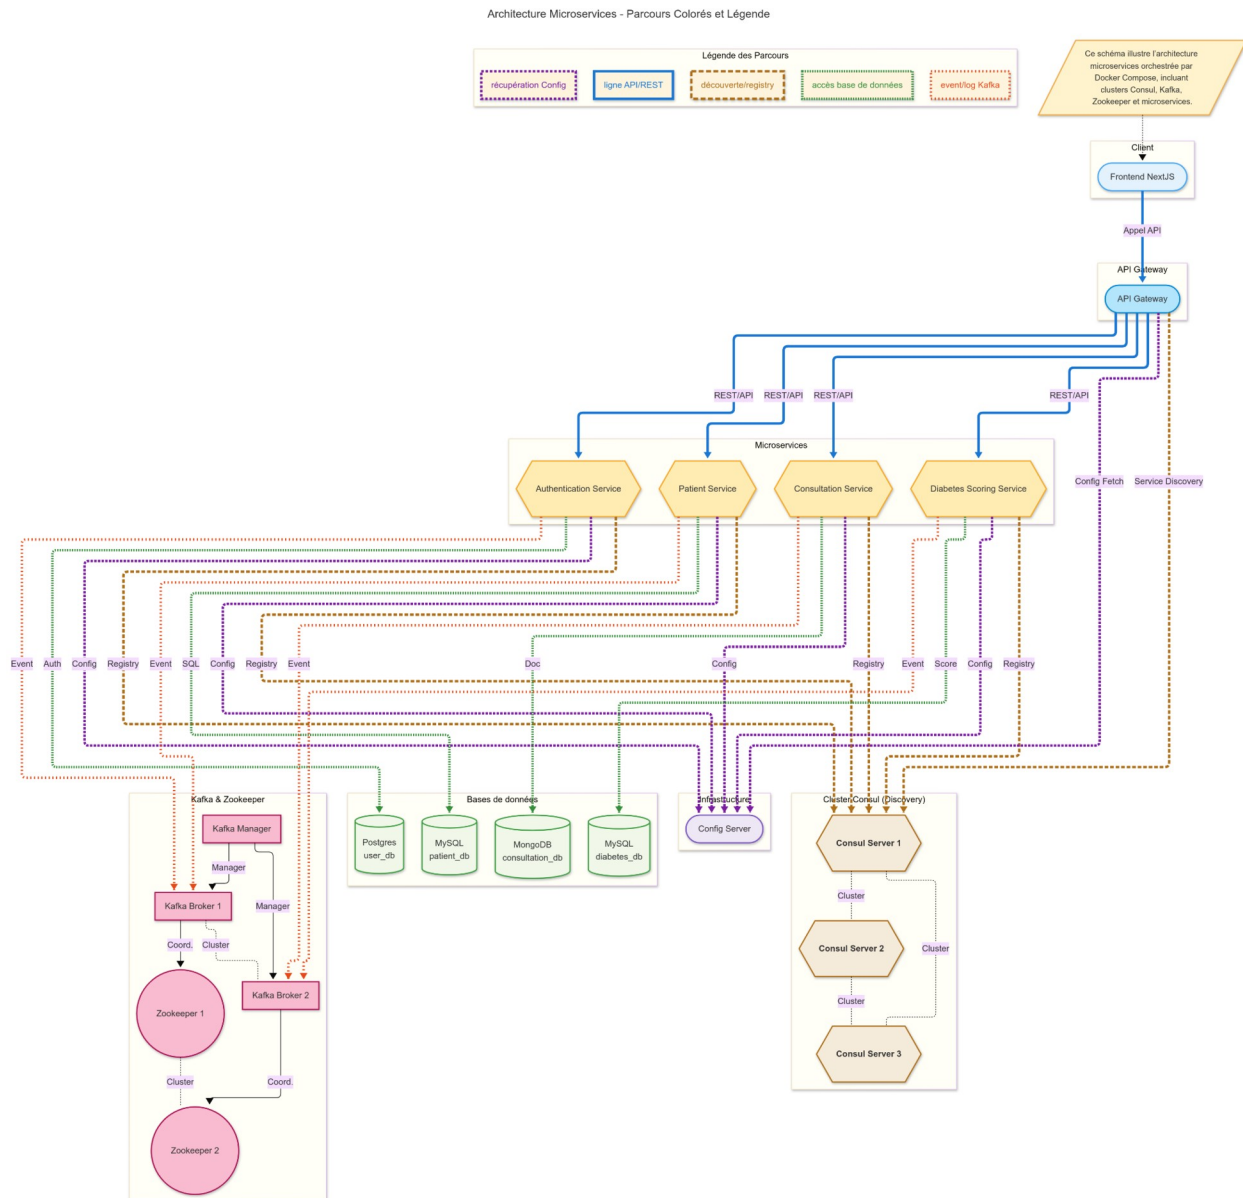 Architecture Microservices - Parcours Colorés et Légende
Légende des Parcours
récupération Config
ligne API/REST
découverte/registry
accès base de données
event/log Kafka
Ce schéma illustre l'architecture
microservices orchestrée par
Docker Compose, incluant
clusters Consul, Kafka,
Zookeeper et microservices.
Client
Frontend NextJS
Appel API
API Gateway
API Gateway
REST/API
REST/API
REST/API
REST/API
Microservices
Authentication Service
Patient Service
Consultation Service
Diabetes Scoring Service
Config Fetch
Service Discovery
Event
Auth
Config
Registry
Event
SQL
Config
Registry
Event
Doc
Config
Registry
Event
Score
Config
Registry
Kafka & Zookeeper
Kafka Manager
Manager
Kafka Broker 1
Manager
Coord.
Cluster
Kafka Broker 2
Zookeeper 1
Cluster
Coord.
Zookeeper 2
Bases de données
Postgres
user_db
MySQL
patient_db
MongoDB
consultation_db
MySQL
diabetes_db
Infrastructure
Config Server
Cluster Consul (Discovery)
Consul Server 1
Cluster
Consul Server 2
Cluster
Cluster
Consul Server 3